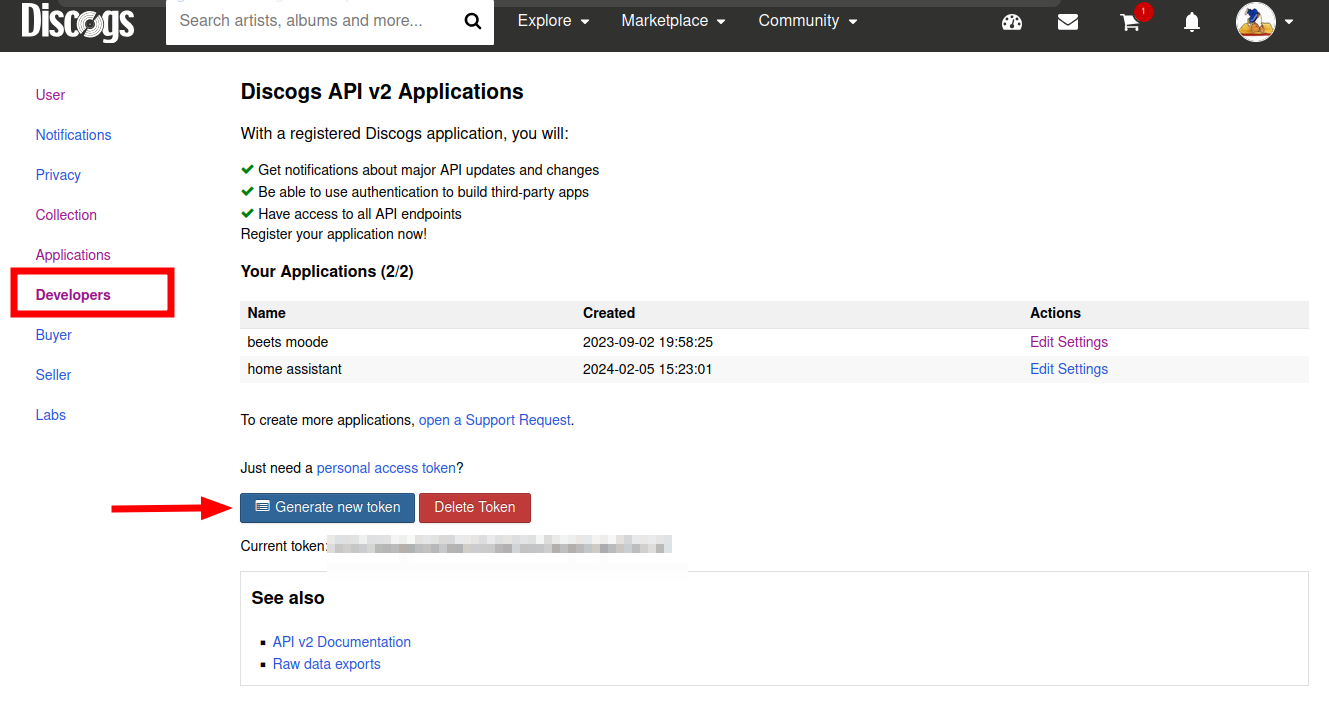 Discogs
Search artists, albums and more...
Explore
Marketplace
Community
1
User
Notifications
Privacy
Collection
Applications
Developers
Buyer
Seller
Labs
Discogs API v2 Applications
With a registered Discogs application, you will:
Get notifications about major API updates and changes
Be able to use authentication to build third-party apps
Have access to all API endpoints
Register your application now!
Your Applications (2/2)
Name Created Actions
beets moode 2023-09-02 19:58:25 Edit Settings
home assistant 2024-02-05 15:23:01 Edit Settings
To create more applications, open a Support Request.
Just need a personal access token?
Generate new token Delete Token
Current token:
See also
API v2 Documentation
Raw data exports